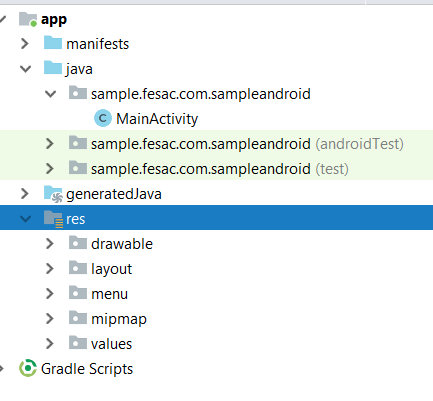 app
manifests
java
sample.fesac.com.sampleandroid
C MainActivity
sample.fesac.com.sampleandroid (androidTest)
sample.fesac.com.sampleandroid (test)
generatedJava
res
drawable
layout
menu
mipmap
values
Gradle Scripts